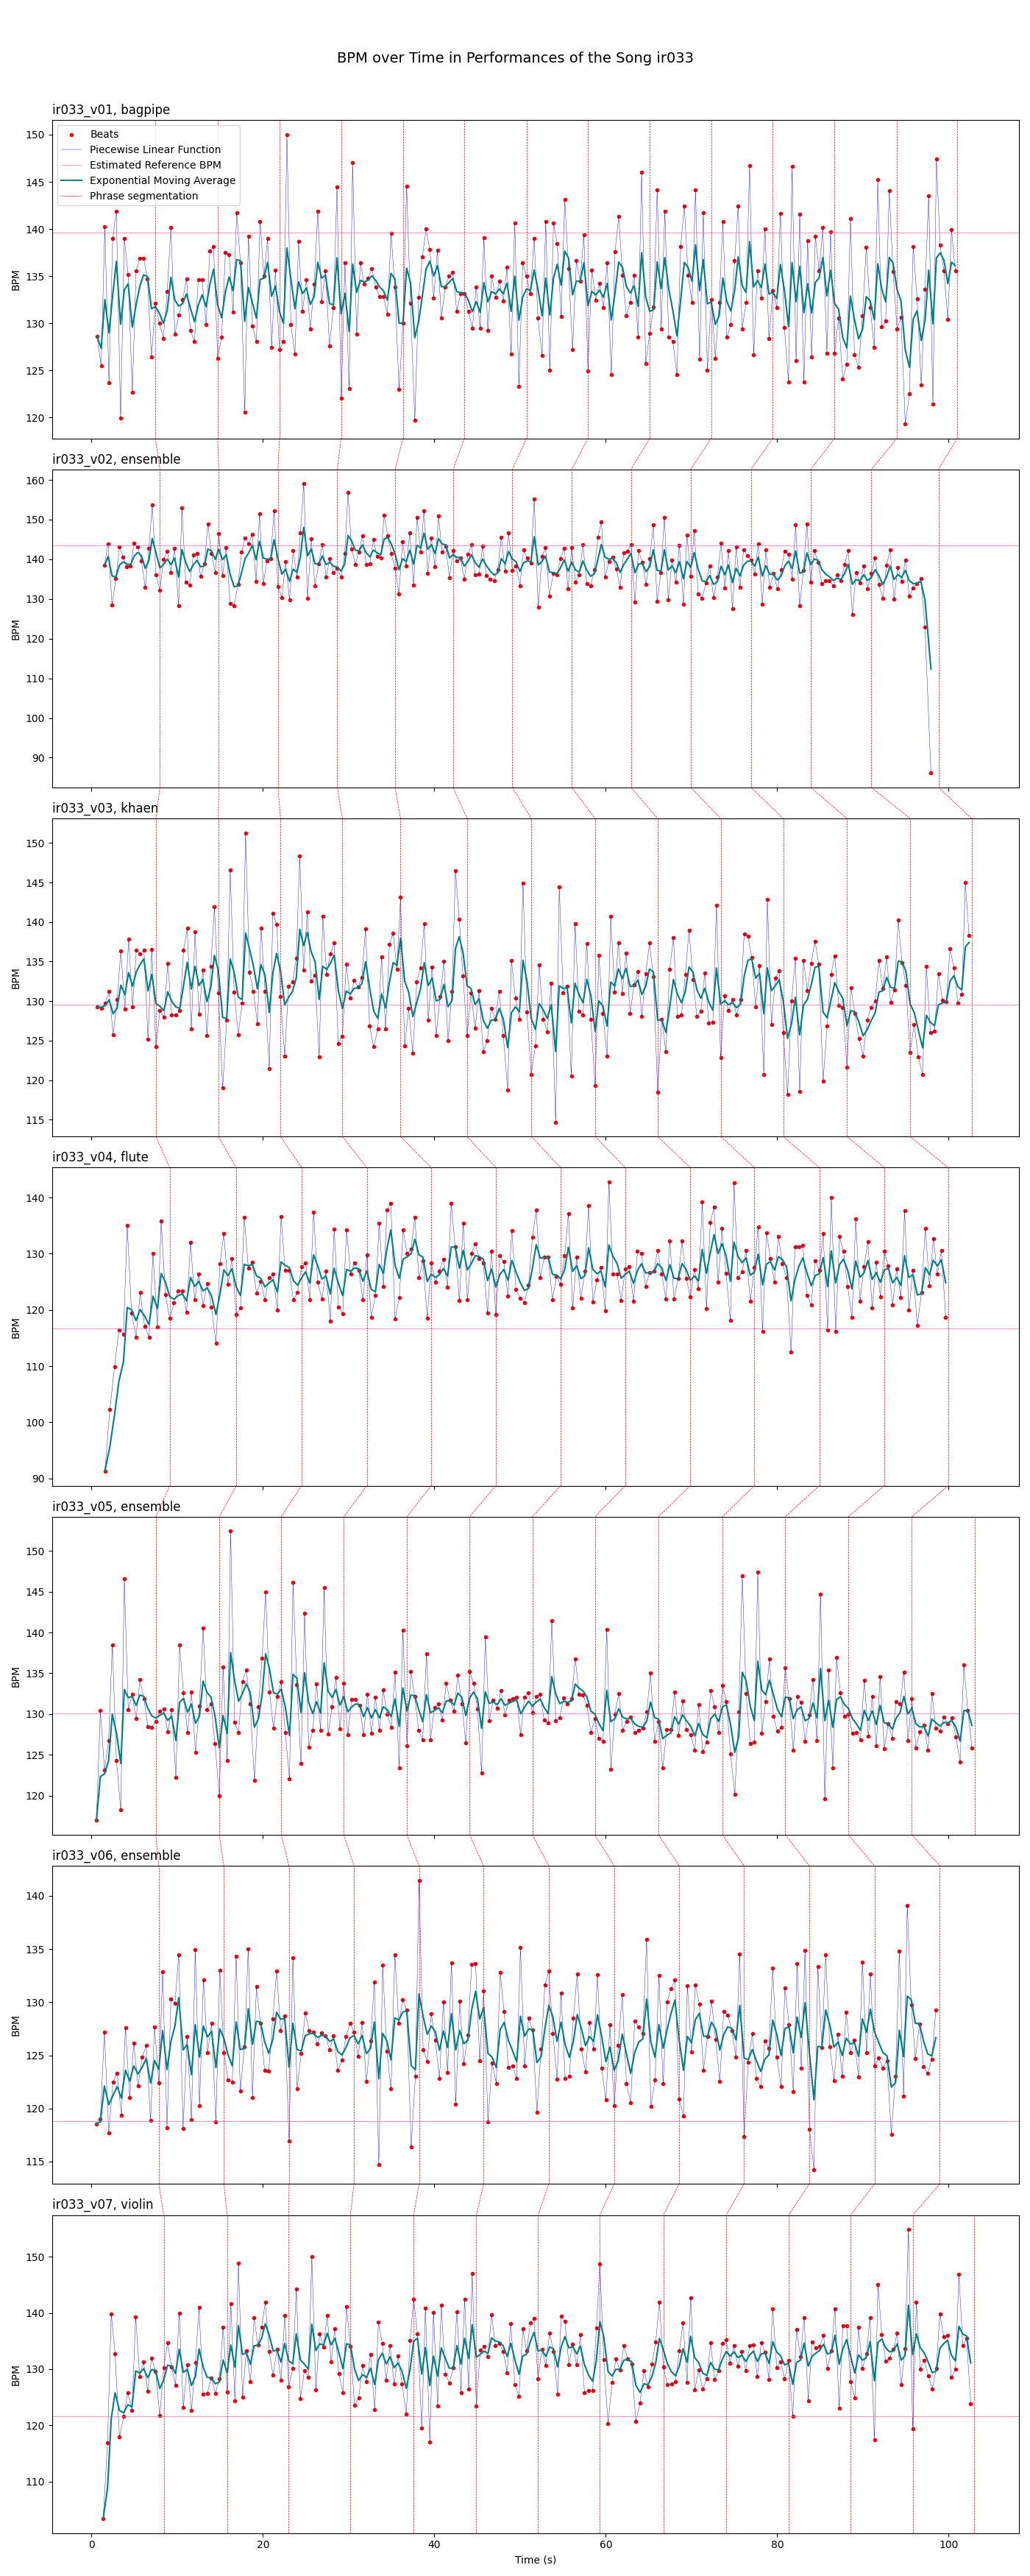 BPM over Time in Performances of the Song ir033
ir033_v01, bagpipe
Beats
Piecewise Linear Function
Estimated Reference BPM
Exponential Moving Average
Phrase segmentation
BPM
150
145
140
135
130
125
120
ir033_v02, ensemble
BPM
160
150
140
130
120
110
100
90
ir033_v03, khaen
BPM
150
145
140
135
130
125
120
115
ir033_v04, flute
BPM
140
130
120
110
100
90
ir033_v05, ensemble
BPM
150
145
140
135
130
125
120
ir033_v06, ensemble
BPM
140
135
130
125
120
115
ir033_v07, violin
BPM
150
140
130
120
110
0 20 40 60 80 100
Time (s)